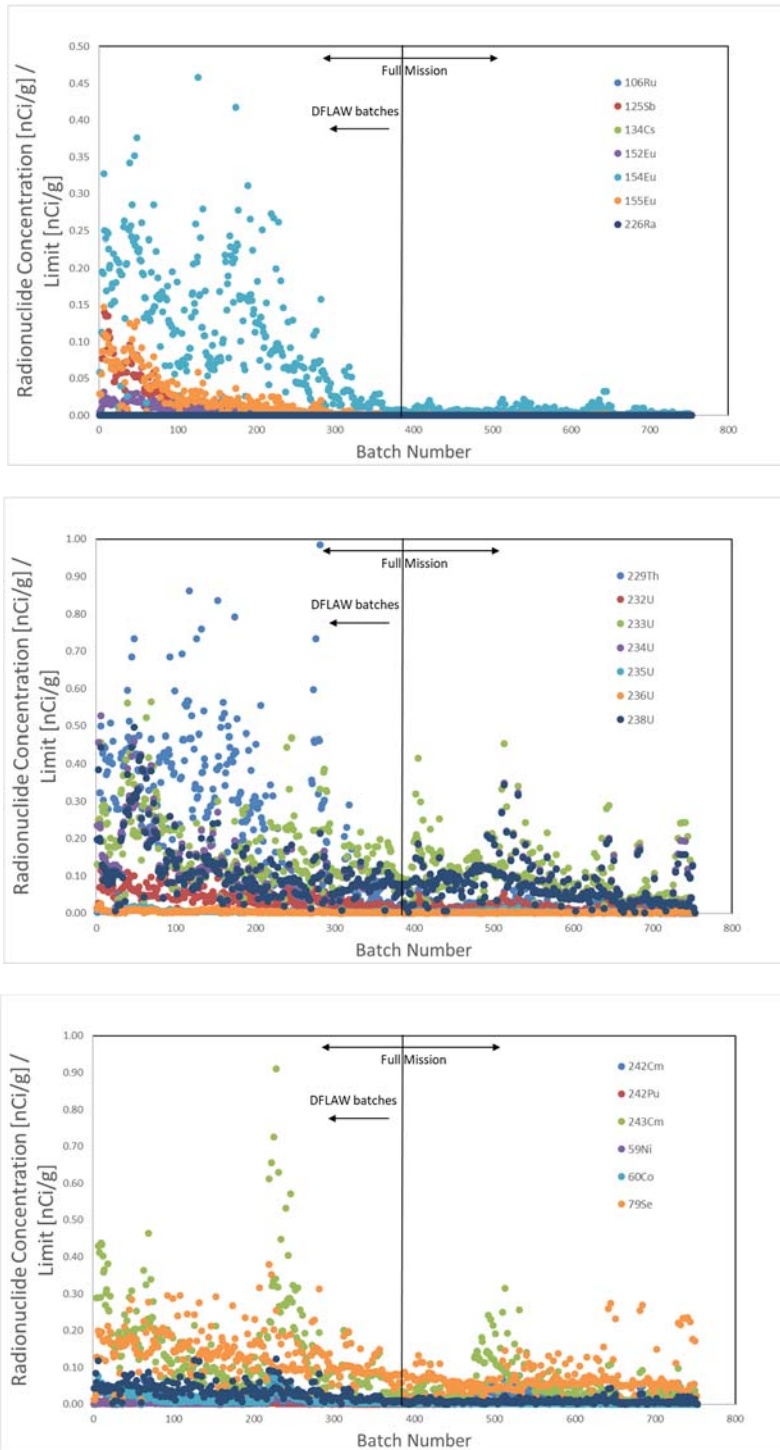 Radionuclide Concentration [nCi/g] /
Limit [nCi/g]
0.50
0.45
0.40
0.35
0.30
0.25
0.20
0.15
0.10
0.05
0.00
Full Mission
DFLAW batches
106Ru
125Sb
134Cs
152Eu
154Eu
155Eu
226Ra
0 100 200 300 400 500 600 700 800
Batch Number
Radionuclide Concentration [nCi/g] /
Limit [nCi/g]
1.00
0.90
0.80
0.70
0.60
0.50
0.40
0.30
0.20
0.10
0.00
Full Mission
DFLAW batches
229Th
232U
233U
234U
235U
236U
238U
0 100 200 300 400 500 600 700 800
Batch Number
Radionuclide Concentration [nCi/g] /
Limit [nCi/g]
1.00
0.90
0.80
0.70
0.60
0.50
0.40
0.30
0.20
0.10
0.00
Full Mission
DFLAW batches
242Cm
242Pu
243Cm
59Ni
60Co
79Se
0 100 200 300 400 500 600 700 800
Batch Number